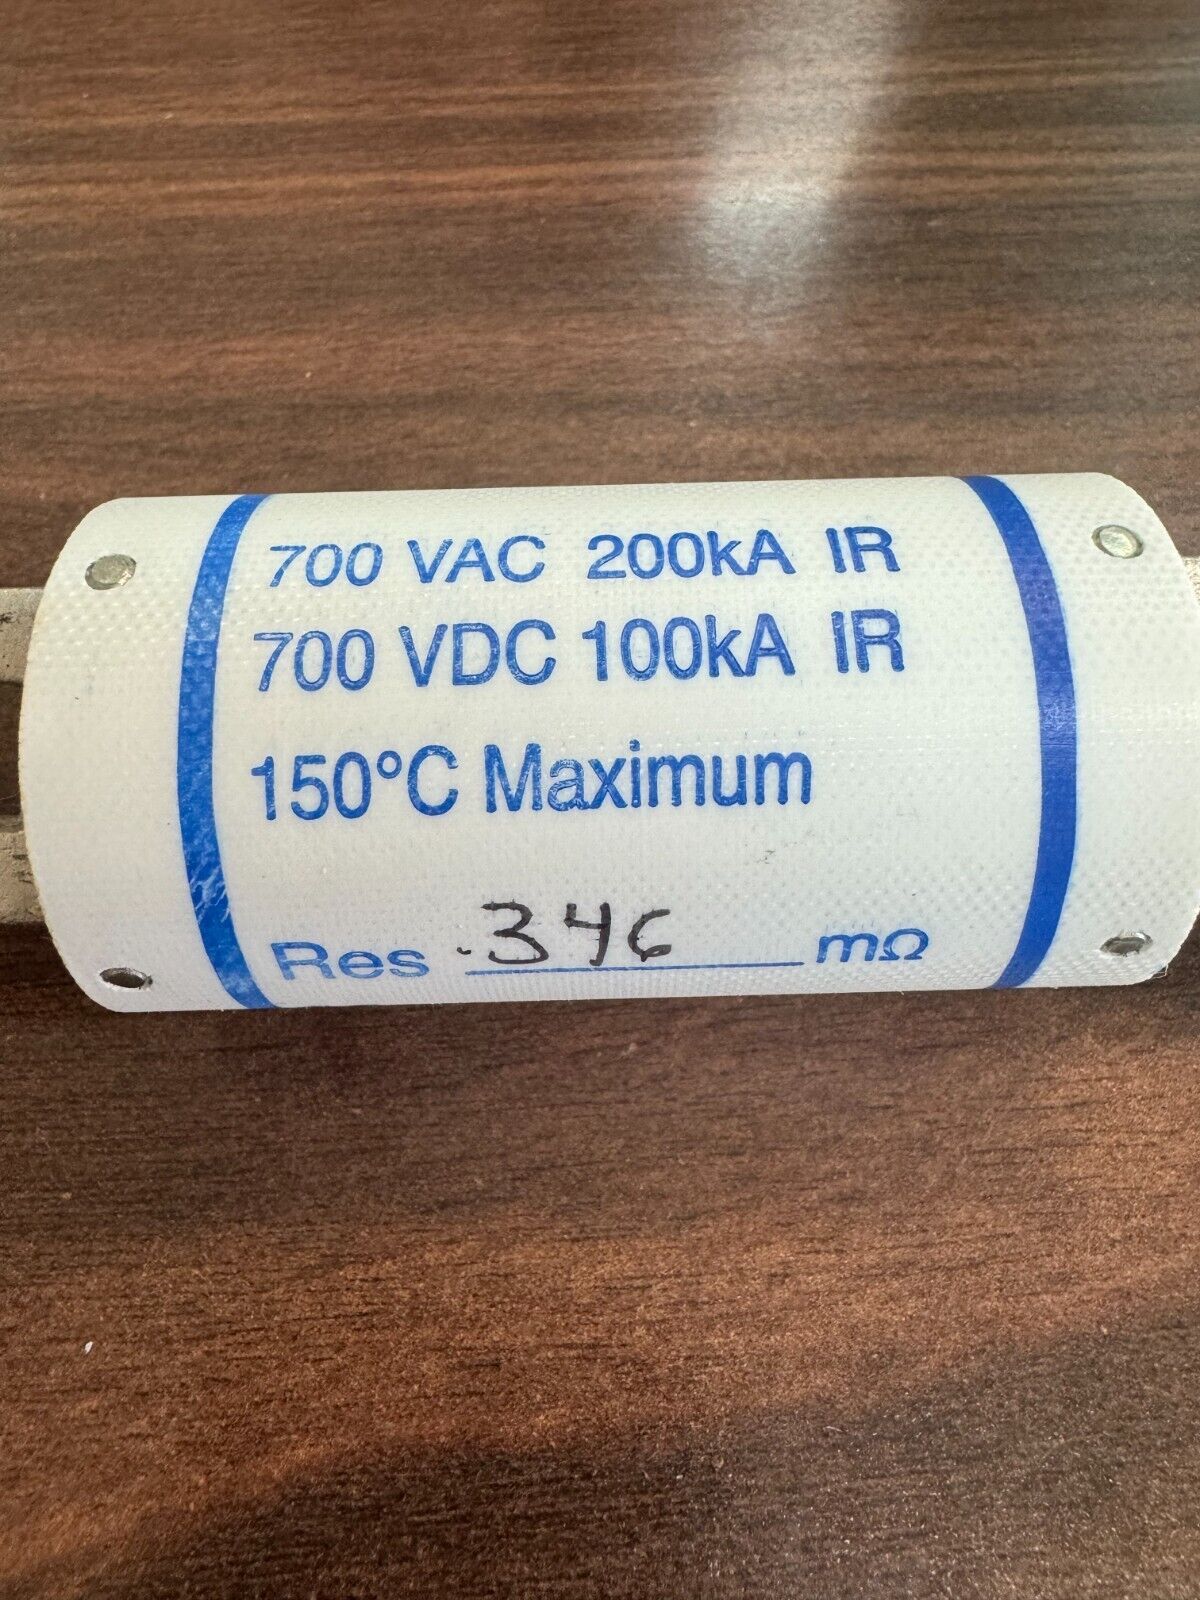 700 VAC 200kA IR
700 VDC 100kA IR
150°C Maximum
Res .346 mΩ